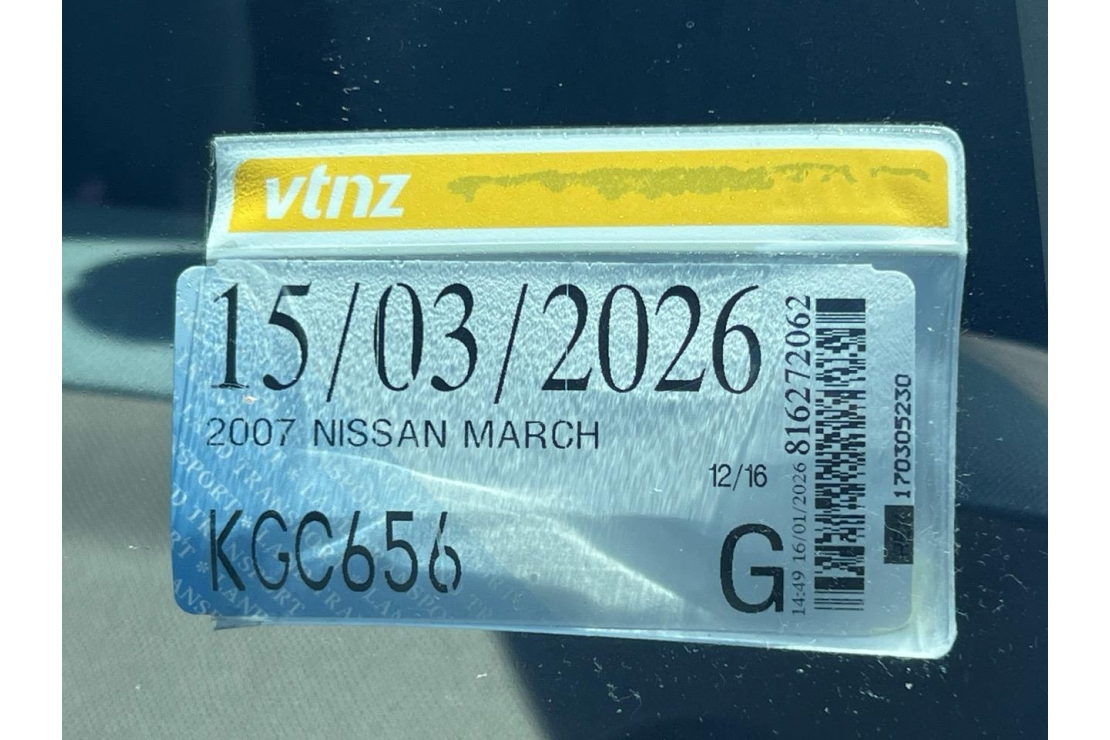 vtnz
15/03/2026
2007 NISSAN MARCH
12/16
KGC656
G
14:49 16/01/2026 816272062
170305230